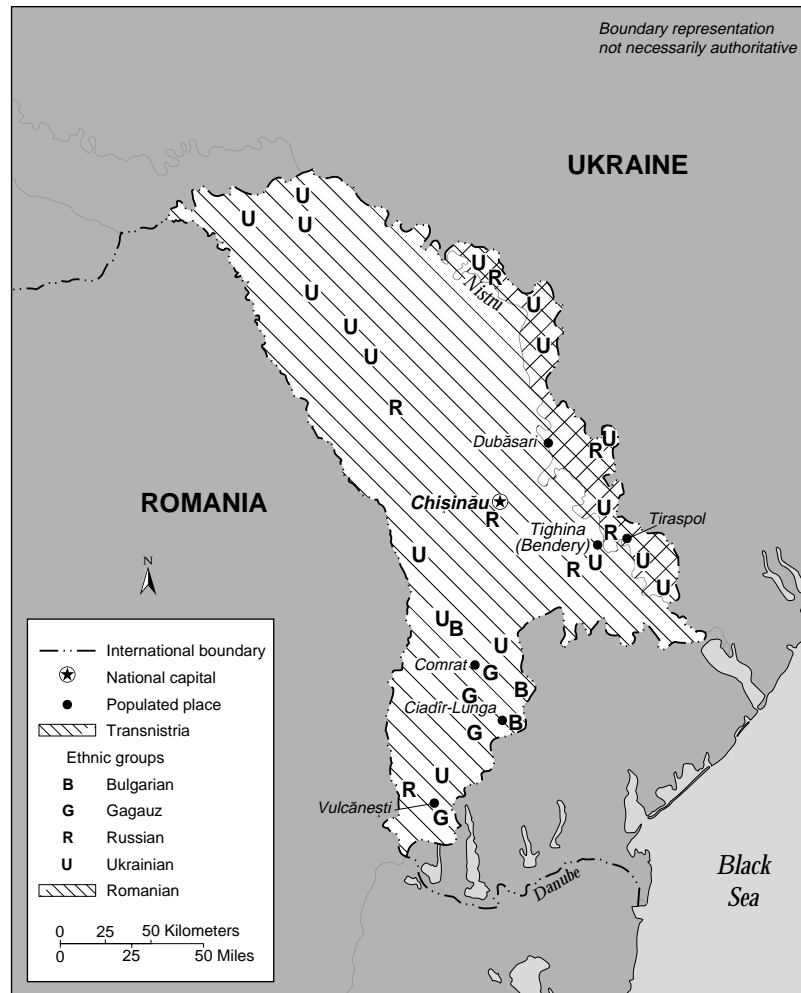 Boundary representation
not necessarily authoritative
UKRAINE
U
U
U
U
R
Nistru
U
U
U
U
U
U
R
Dubăsari
U
R
ROMANIA
Chisinău
R
U
R
Tiraspol
Tighina
(Bendery)
U
U
R
U
U
N
U
B
U
Comrat
G
B
G
Ciadîr-Lunga
B
G
U
R
Vulcănești
G
Danube
Black
Sea
International boundary
National capital
Populated place
Transnistria
Ethnic groups
B Bulgarian
G Gagauz
R Russian
U Ukrainian
Romanian
0 25 50 Kilometers
0 25 50 Miles